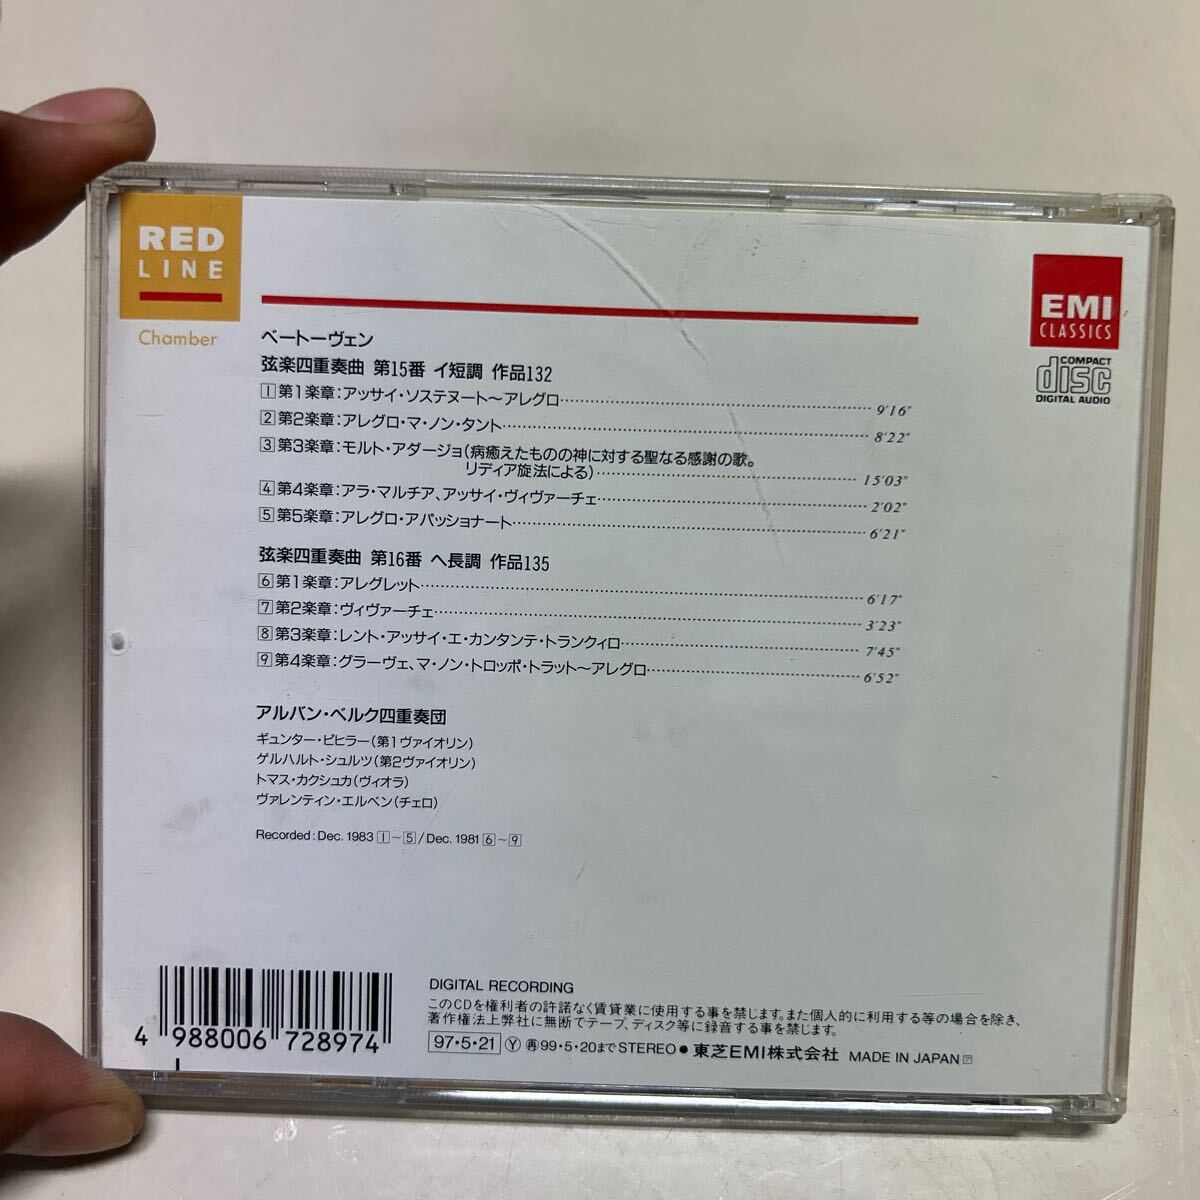 RED
LINE
Chamber
EMI
CLASSICS
COMPACT
disc
DIGITAL AUDIO
ベートーヴェン
弦楽四重奏曲 第15番 イ短調 作品132
1 第1楽章：アッサイ・ソステヌート～アレグロ 9'16"
2 第2楽章：アレグロ・マ・ノン・タント 8'22"
3 第3楽章：モルト・アダージョ(病癒えたものの神に対する聖なる感謝の歌。
リディア旋法による) 15'03"
4 第4楽章：アラ・マルチア、アッサイ・ヴィヴァーチェ 2'02"
5 第5楽章：アレグロ・アパッショナート 6'21"
弦楽四重奏曲 第16番 ヘ長調 作品135
6 第1楽章：アレグレット 6'17"
7 第2楽章：ヴィヴァーチェ 3'23"
8 第3楽章：レント・アッサイ・エ・カンタンテ・トランクィロ 7'45"
9 第4楽章：グラーヴェ、マ・ノン・トロッポ・トラット～アレグロ 6'52"
アルバン・ベルク四重奏団
ギュンター・ピヒラー(第1ヴァイオリン)
ゲルハルト・シュルツ(第2ヴァイオリン)
トマス・カクシュカ(ヴィオラ)
ヴァレンティン・エルベン(チェロ)
Recorded: Dec. 1983 1～5 / Dec. 1981 6～9
4 988006 728974
DIGITAL RECORDING
このCDを権利者の許諾なく賃貸業に使用する事を禁じます。また個人的に利用する等の場合を除き、
著作権法上弊社に無断でテープ、ディスク等に録音する事を禁じます。
97・5・21 Ⓨ 再99・5・20まで STEREO ● 東芝EMI株式会社 MADE IN JAPAN